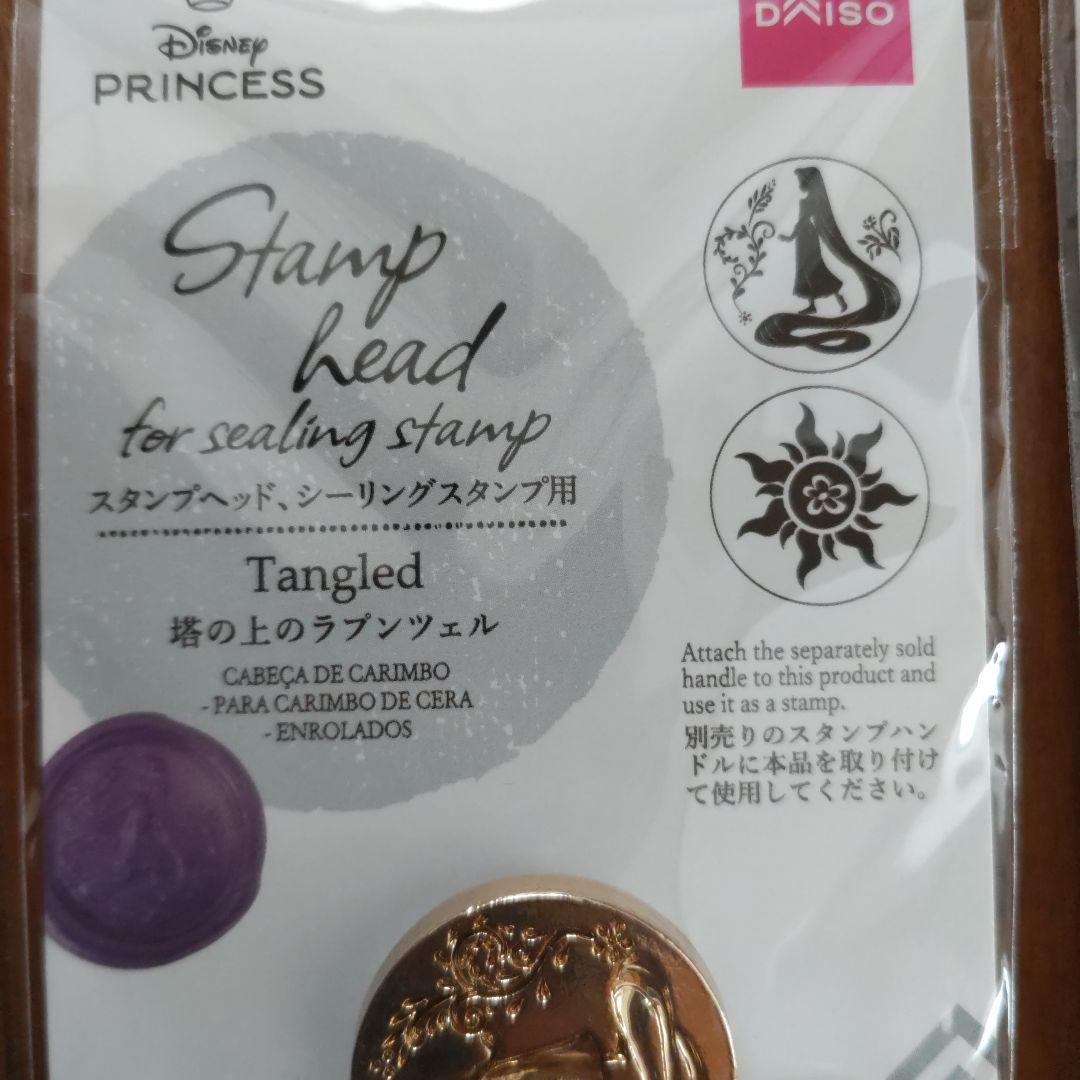 Disney
PRINCESS
DAISO
Stamp
head
for sealing stamp
スタンプヘッド、シーリングスタンプ用
Tangled
塔の上のラプンツェル
CABEÇA DE CARIMBO
- PARA CARIMBO DE CERA
- ENROLADOS
Attach the separately sold
handle to this product and
use it as a stamp.
別売りのスタンプハン
ドルに本品を取り付け
て使用してください。